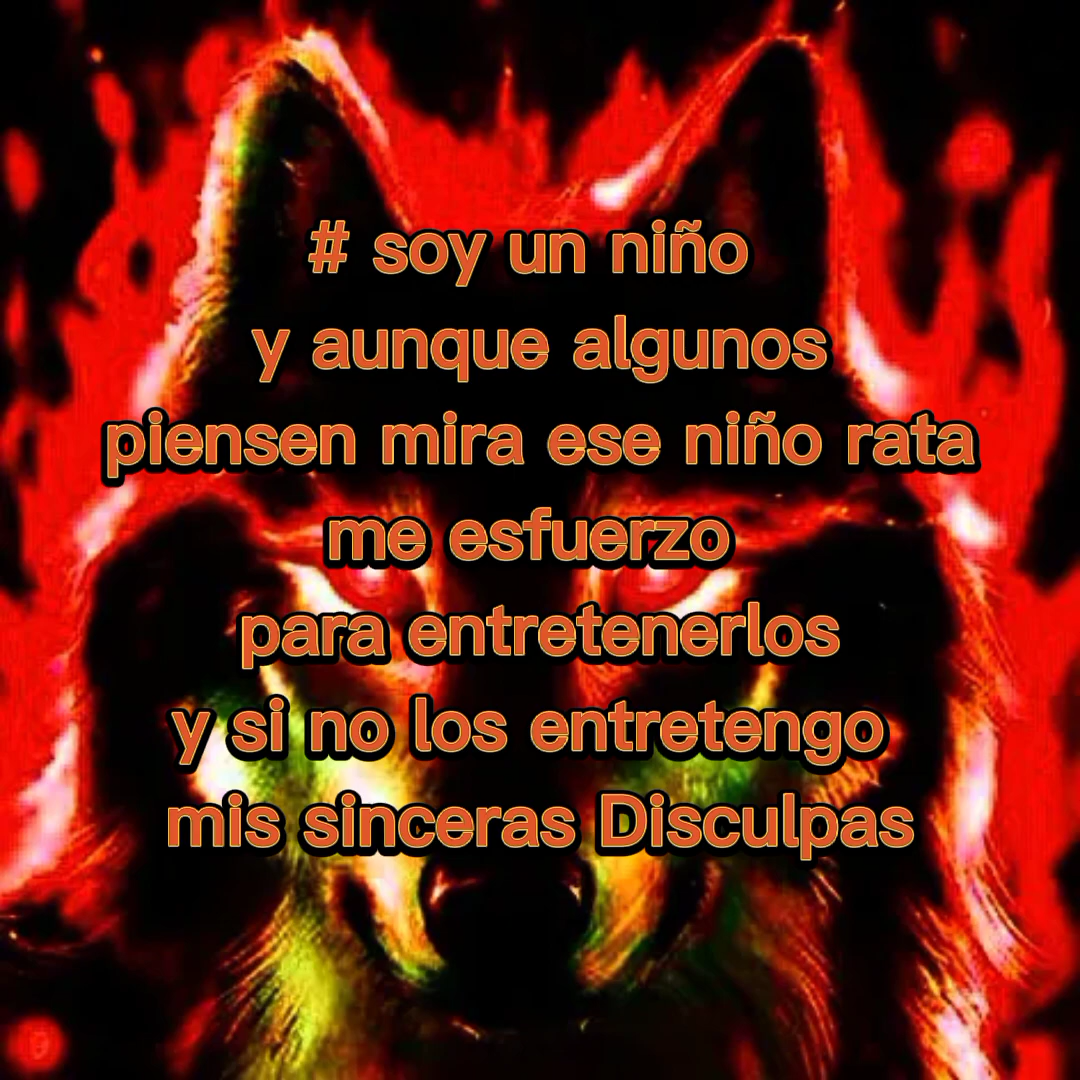 # soy un niño
y aunque algunos
piensen mira ese niño rata
me esfuerzo
para entretenerlos
y si no los entretengo
mis sinceras Disculpas